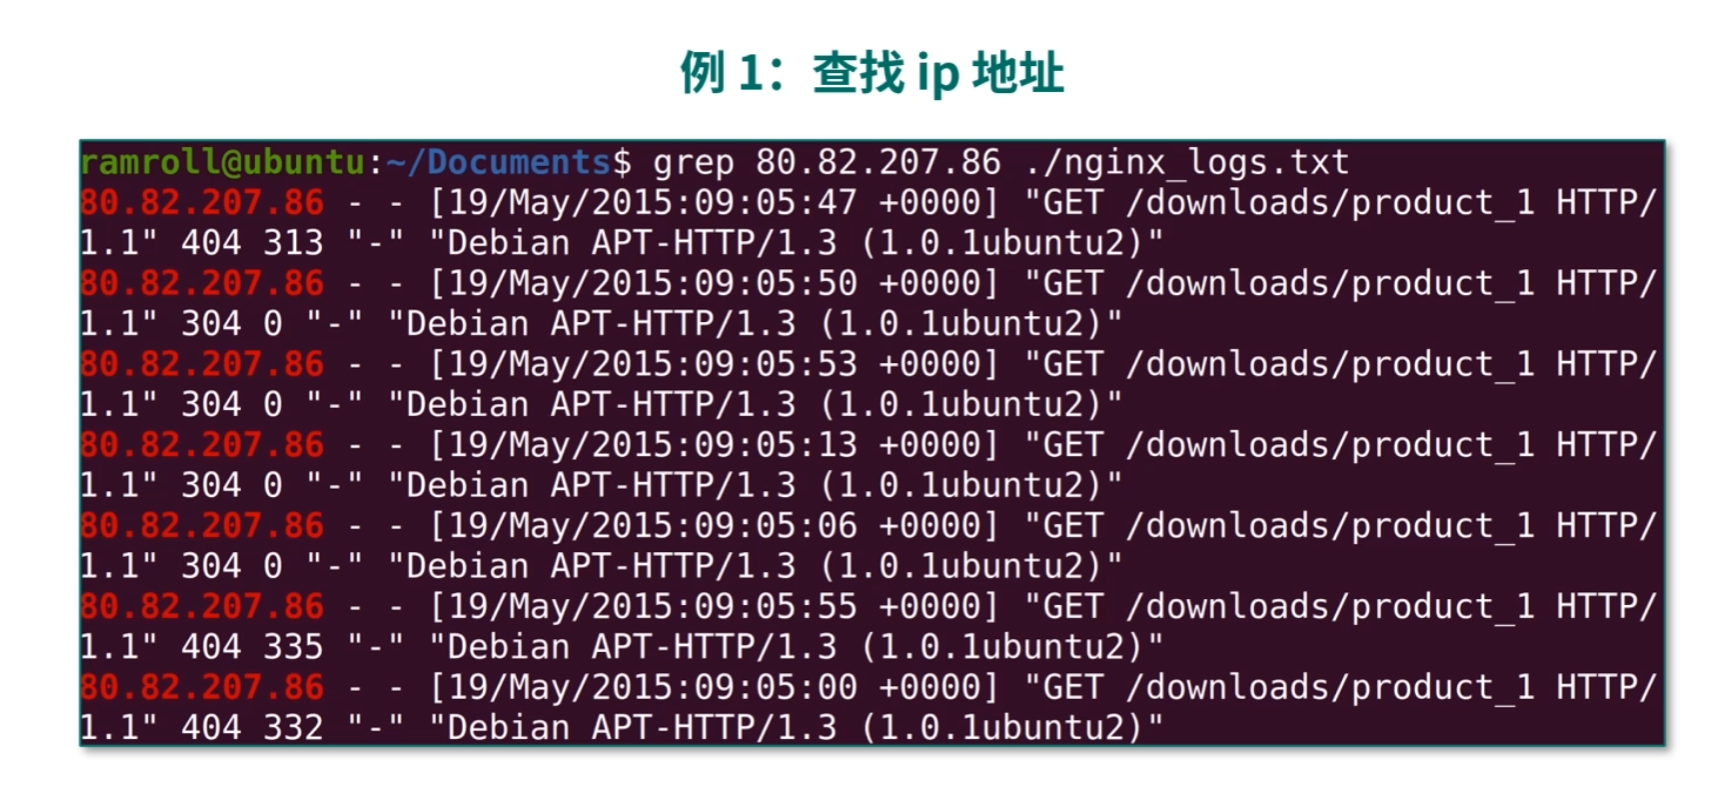 例 1：查找 ip 地址
ramroll@ubuntu:~/Documents$ grep 80.82.207.86 ./nginx_logs.txt
80.82.207.86 - - [19/May/2015:09:05:47 +0000] "GET /downloads/product_1 HTTP/
1.1" 404 313 "-" "Debian APT-HTTP/1.3 (1.0.1ubuntu2)"
80.82.207.86 - - [19/May/2015:09:05:50 +0000] "GET /downloads/product_1 HTTP/
1.1" 304 0 "-" "Debian APT-HTTP/1.3 (1.0.1ubuntu2)"
80.82.207.86 - - [19/May/2015:09:05:53 +0000] "GET /downloads/product_1 HTTP/
1.1" 304 0 "-" "Debian APT-HTTP/1.3 (1.0.1ubuntu2)"
80.82.207.86 - - [19/May/2015:09:05:13 +0000] "GET /downloads/product_1 HTTP/
1.1" 304 0 "-" "Debian APT-HTTP/1.3 (1.0.1ubuntu2)"
80.82.207.86 - - [19/May/2015:09:05:06 +0000] "GET /downloads/product_1 HTTP/
1.1" 304 0 "-" "Debian APT-HTTP/1.3 (1.0.1ubuntu2)"
80.82.207.86 - - [19/May/2015:09:05:55 +0000] "GET /downloads/product_1 HTTP/
1.1" 404 335 "-" "Debian APT-HTTP/1.3 (1.0.1ubuntu2)"
80.82.207.86 - - [19/May/2015:09:05:00 +0000] "GET /downloads/product_1 HTTP/
1.1" 404 332 "-" "Debian APT-HTTP/1.3 (1.0.1ubuntu2)"